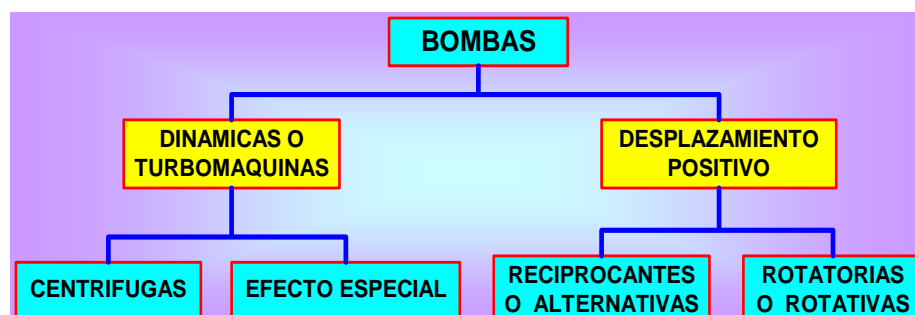 BOMBAS
DINAMICAS O
TURBOMAQUINAS
DESPLAZAMIENTO
POSITIVO
CENTRIFUGAS
EFECTO ESPECIAL
RECIPROCANTES
O ALTERNATIVAS
ROTATORIAS
O ROTATIVAS